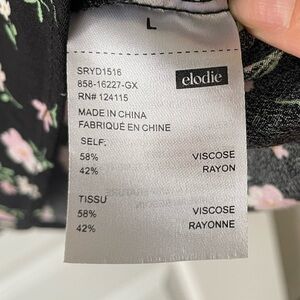 L
SRYD1516
858-16227-GX
RN# 124115
elodie
MADE IN CHINA
FABRIQUÉ EN CHINE
SELF:
58% VISCOSE
42% RAYON
TISSU
58% VISCOSE
42% RAYONNE